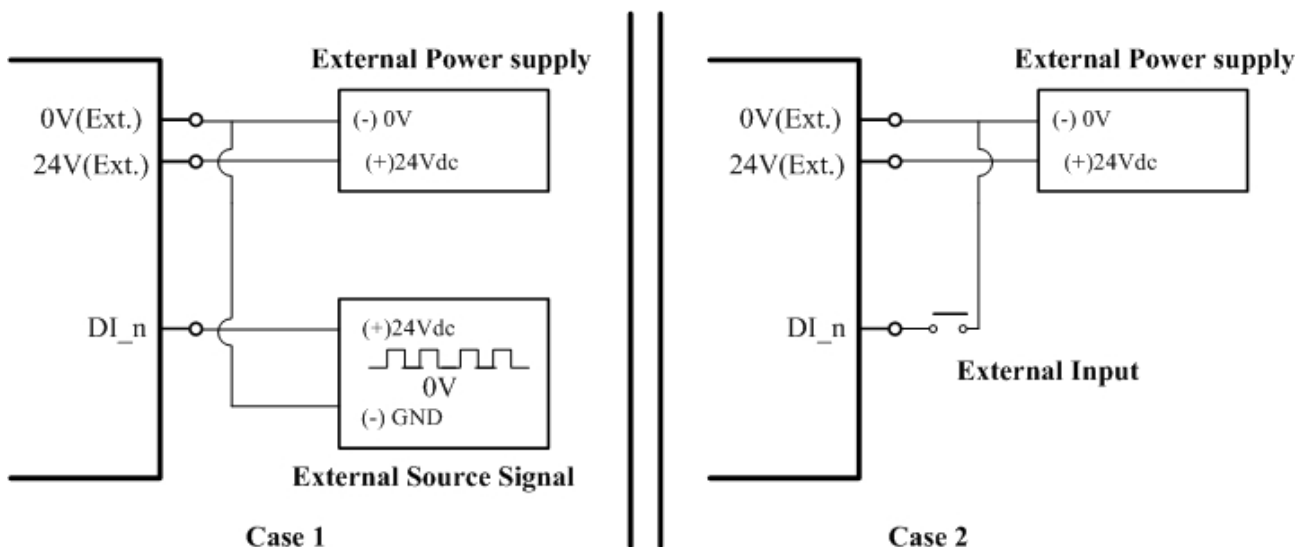 External Power supply
0V(Ext.)
(-) 0V
24V(Ext.)
(+)24Vdc
DI_n
(+)24Vdc
0V
(-) GND
External Source Signal
Case 1
External Power supply
0V(Ext.)
(-) 0V
24V(Ext.)
(+)24Vdc
DI_n
External Input
Case 2